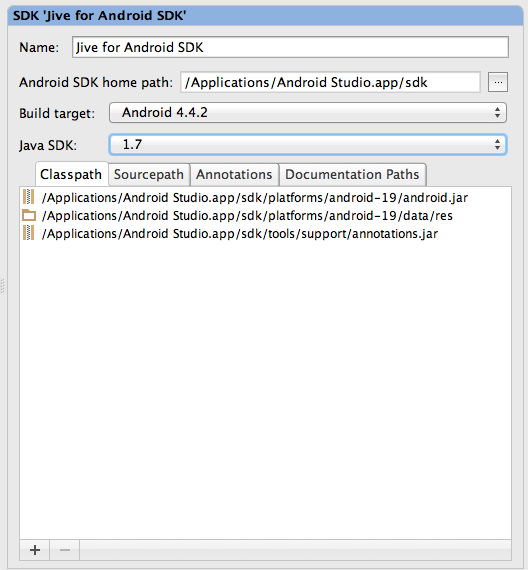 SDK 'Jive for Android SDK'
Name: Jive for Android SDK
Android SDK home path: /Applications/Android Studio.app/sdk ...
Build target: Android 4.4.2
Java SDK: 1.7
Classpath Sourcepath Annotations Documentation Paths
/Applications/Android Studio.app/sdk/platforms/android-19/android.jar
/Applications/Android Studio.app/sdk/platforms/android-19/data/res
/Applications/Android Studio.app/sdk/tools/support/annotations.jar